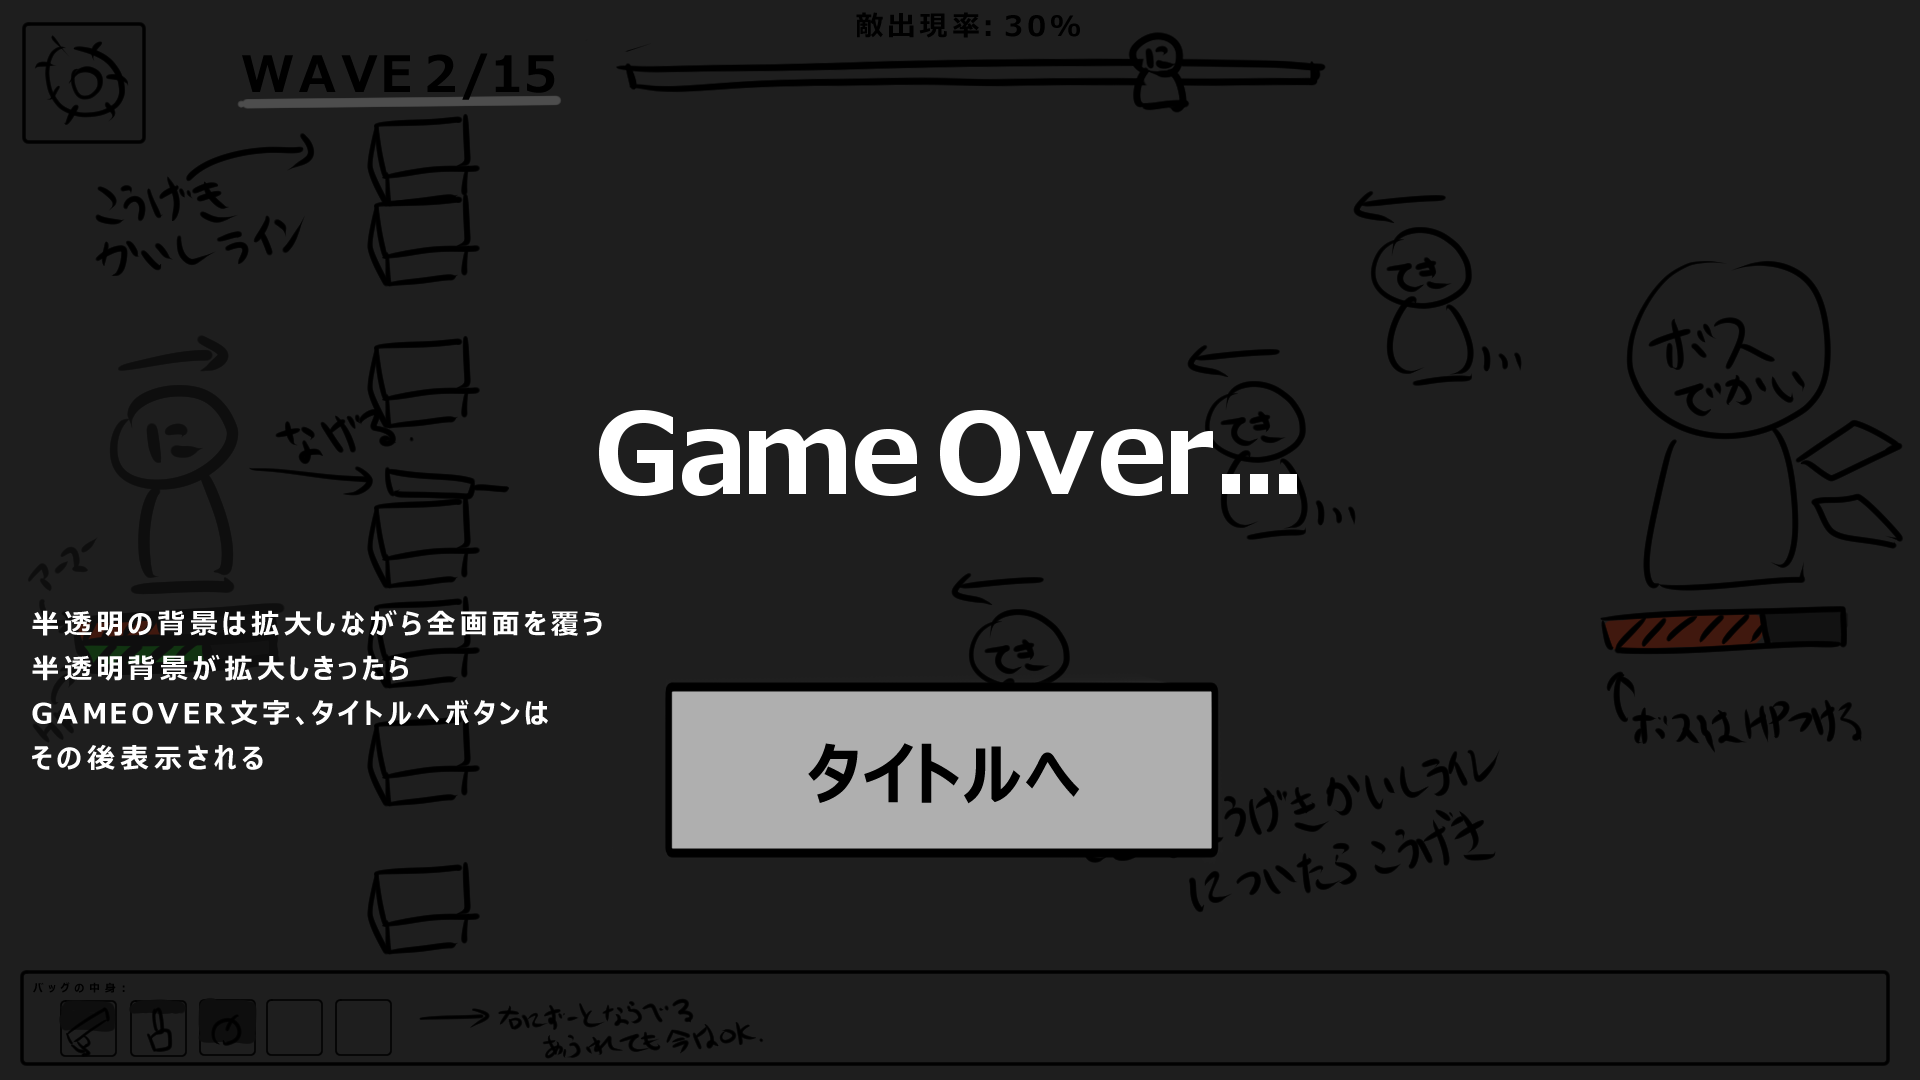 敵出現率: 30%
WAVE 2/15
に
こうげき
かいしライン
てき
ボス
でかい
に
なげる
てき
Game Over...
てき
半透明の背景は拡大しながら全画面を覆う
半透明背景が拡大しきったら
GAMEOVER文字、タイトルへボタンは
その後表示される
ボスはHPつける
タイトルへ
うげきかいしライン
についたらこうげき
バッグの中身:
右にずーとならべる
あふれても今はOK.